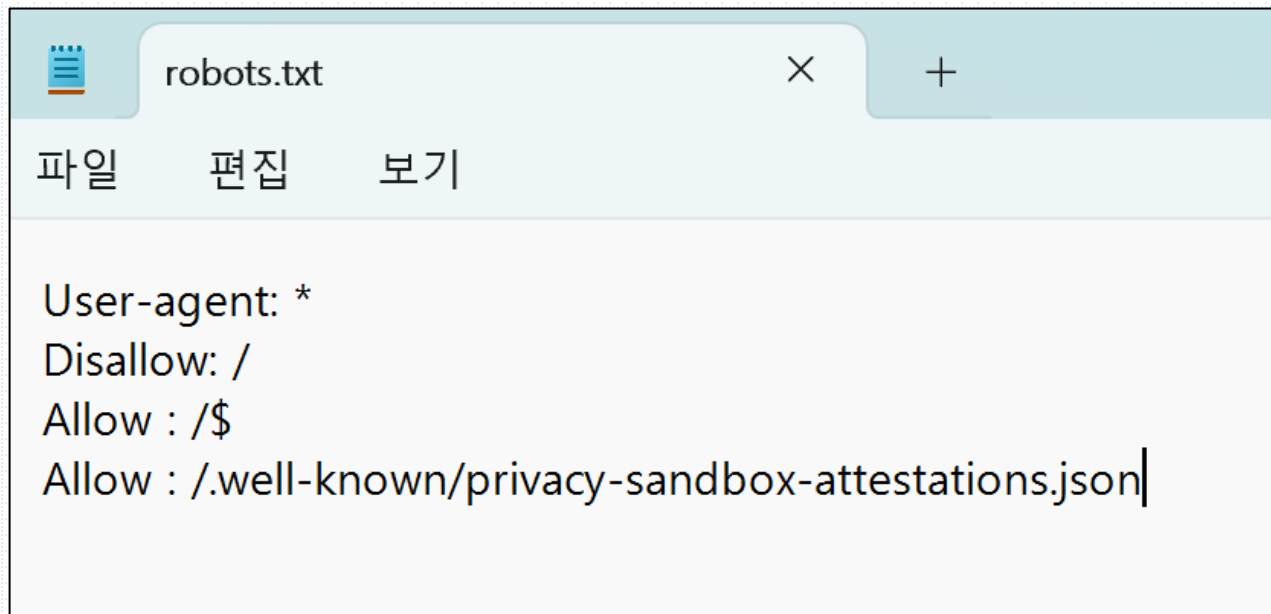 robots.txt
파일 편집 보기
User-agent: *
Disallow: /
Allow : /$
Allow : /.well-known/privacy-sandbox-attestations.json